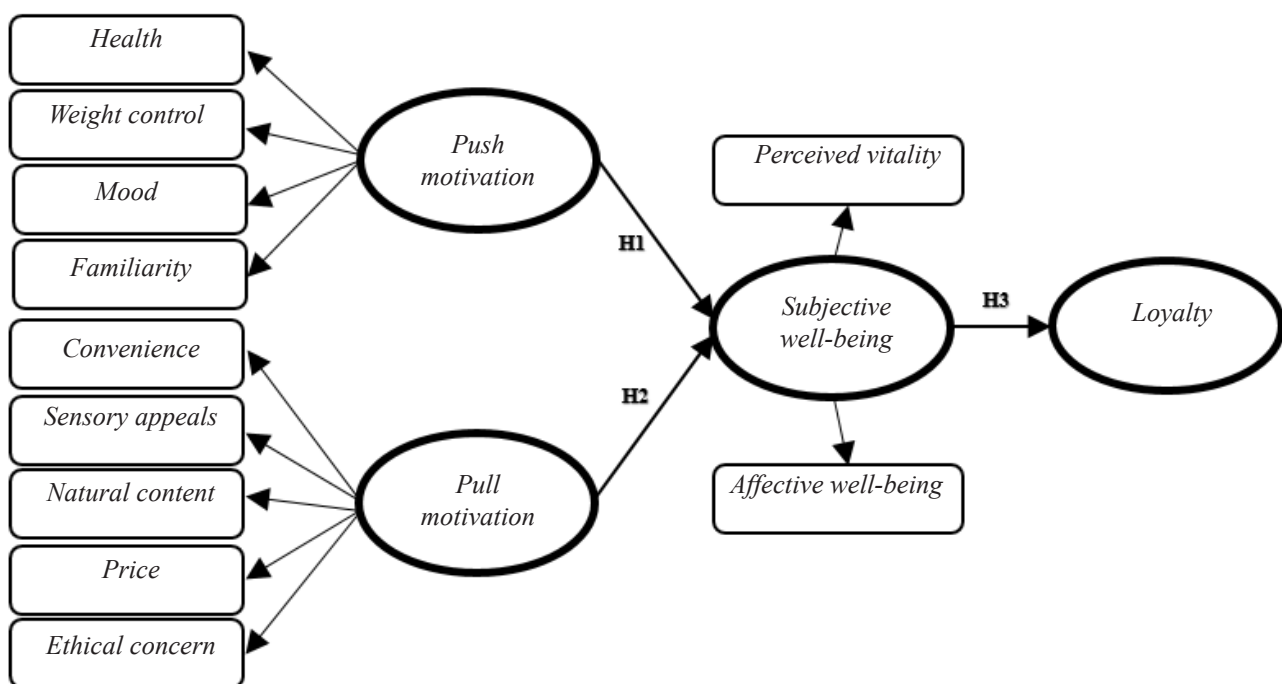 Health
Weight control
Mood
Familiarity
Convenience
Sensory appeals
Natural content
Price
Ethical concern
Push
motivation
Pull
motivation
H1
H2
Perceived vitality
Subjective
well-being
Affective well-being
H3
Loyalty